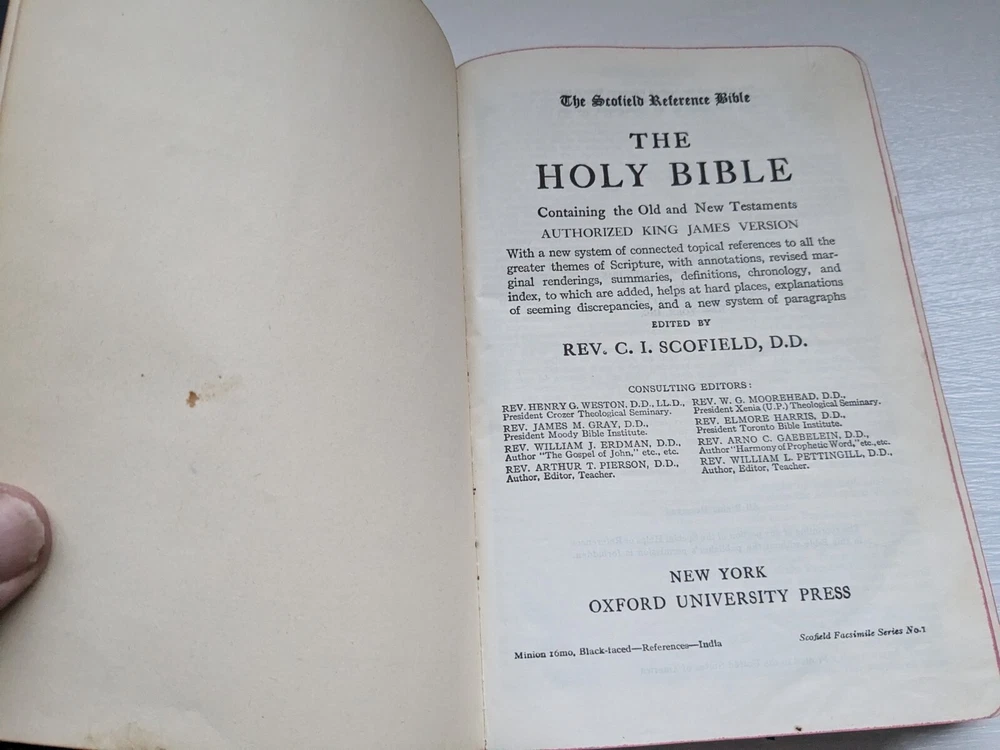 The Scofield Reference Bible
THE
HOLY BIBLE
Containing the Old and New Testaments
AUTHORIZED KING JAMES VERSION
With a new system of connected topical references to all the
greater themes of Scripture, with annotations, revised mar-
ginal renderings, summaries, definitions, chronology, and
index, to which are added, helps at hard places, explanations
of seeming discrepancies, and a new system of paragraphs
EDITED BY
REV. C. I. SCOFIELD, D.D.
CONSULTING EDITORS:
REV. HENRY G. WESTON, D.D., LL.D.,
President Crozer Theological Seminary.
REV. JAMES M. GRAY, D.D.,
President Moody Bible Institute.
REV. WILLIAM J. ERDMAN, D.D.,
Author "The Gospel of John," etc., etc.
REV. ARTHUR T. PIERSON, D.D.,
Author, Editor, Teacher.
REV. W. G. MOOREHEAD, D.D.,
President Xenia (U.P.) Theological Seminary.
REV. ELMORE HARRIS, D.D.,
President Toronto Bible Institute.
REV. ARNO C. GAEBELEIN, D.D.,
Author "Harmony of Prophetic Word," etc., etc.
REV. WILLIAM L. PETTINGILL, D.D.,
Author, Editor, Teacher.
NEW YORK
OXFORD UNIVERSITY PRESS
Minion 16mo, Black-faced—References—India
Scofield Facsimile Series No.1